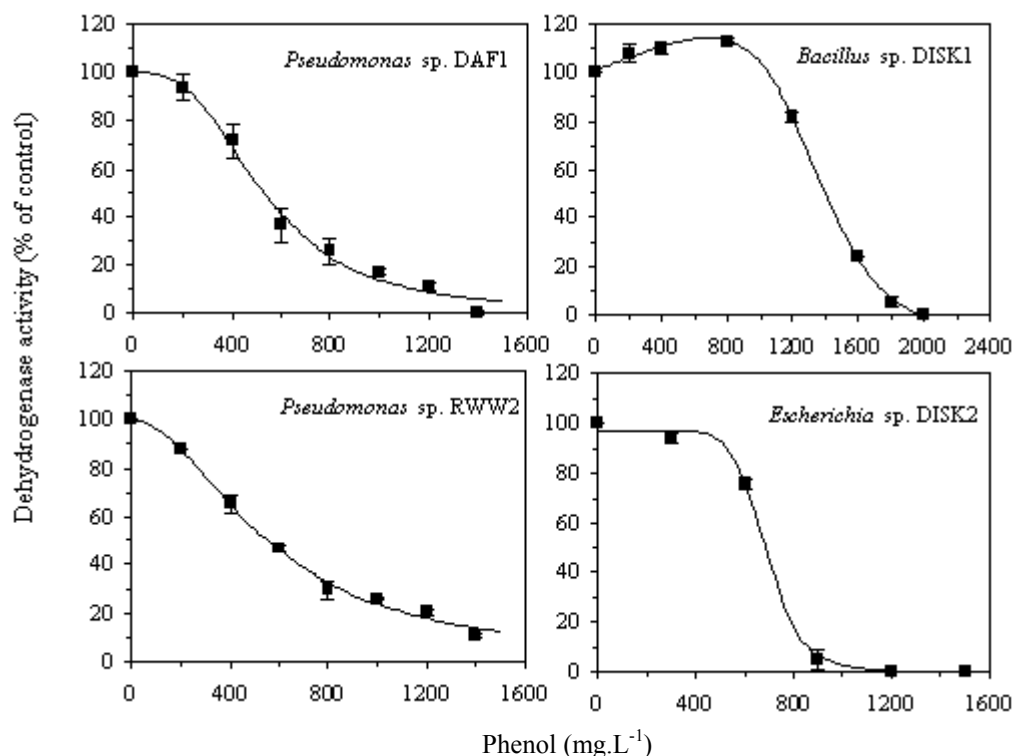 Dehydrogenase activity (% of control)
120
100
80
60
40
20
0
Pseudomonas sp. DAF1
0 400 800 1200 1600
120
100
80
60
40
20
0
Bacillus sp. DISK1
0 400 800 1200 1600 2000 2400
120
100
80
60
40
20
0
Pseudomonas sp. RWW2
0 400 800 1200 1600
120
100
80
60
40
20
0
Escherichia sp. DISK2
0 400 800 1200 1600
Phenol (mg.L-1)